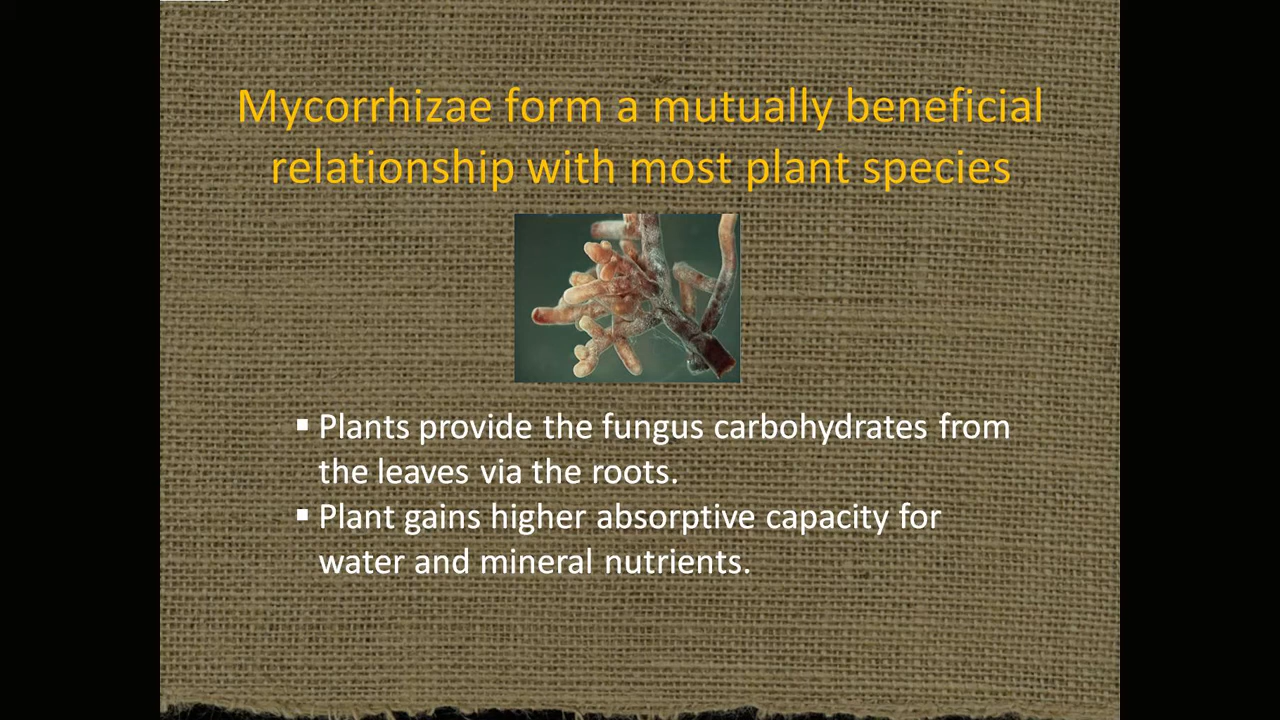 Mycorrhizae form a mutually beneficial
relationship with most plant species
▪ Plants provide the fungus carbohydrates from
the leaves via the roots.
▪ Plant gains higher absorptive capacity for
water and mineral nutrients.